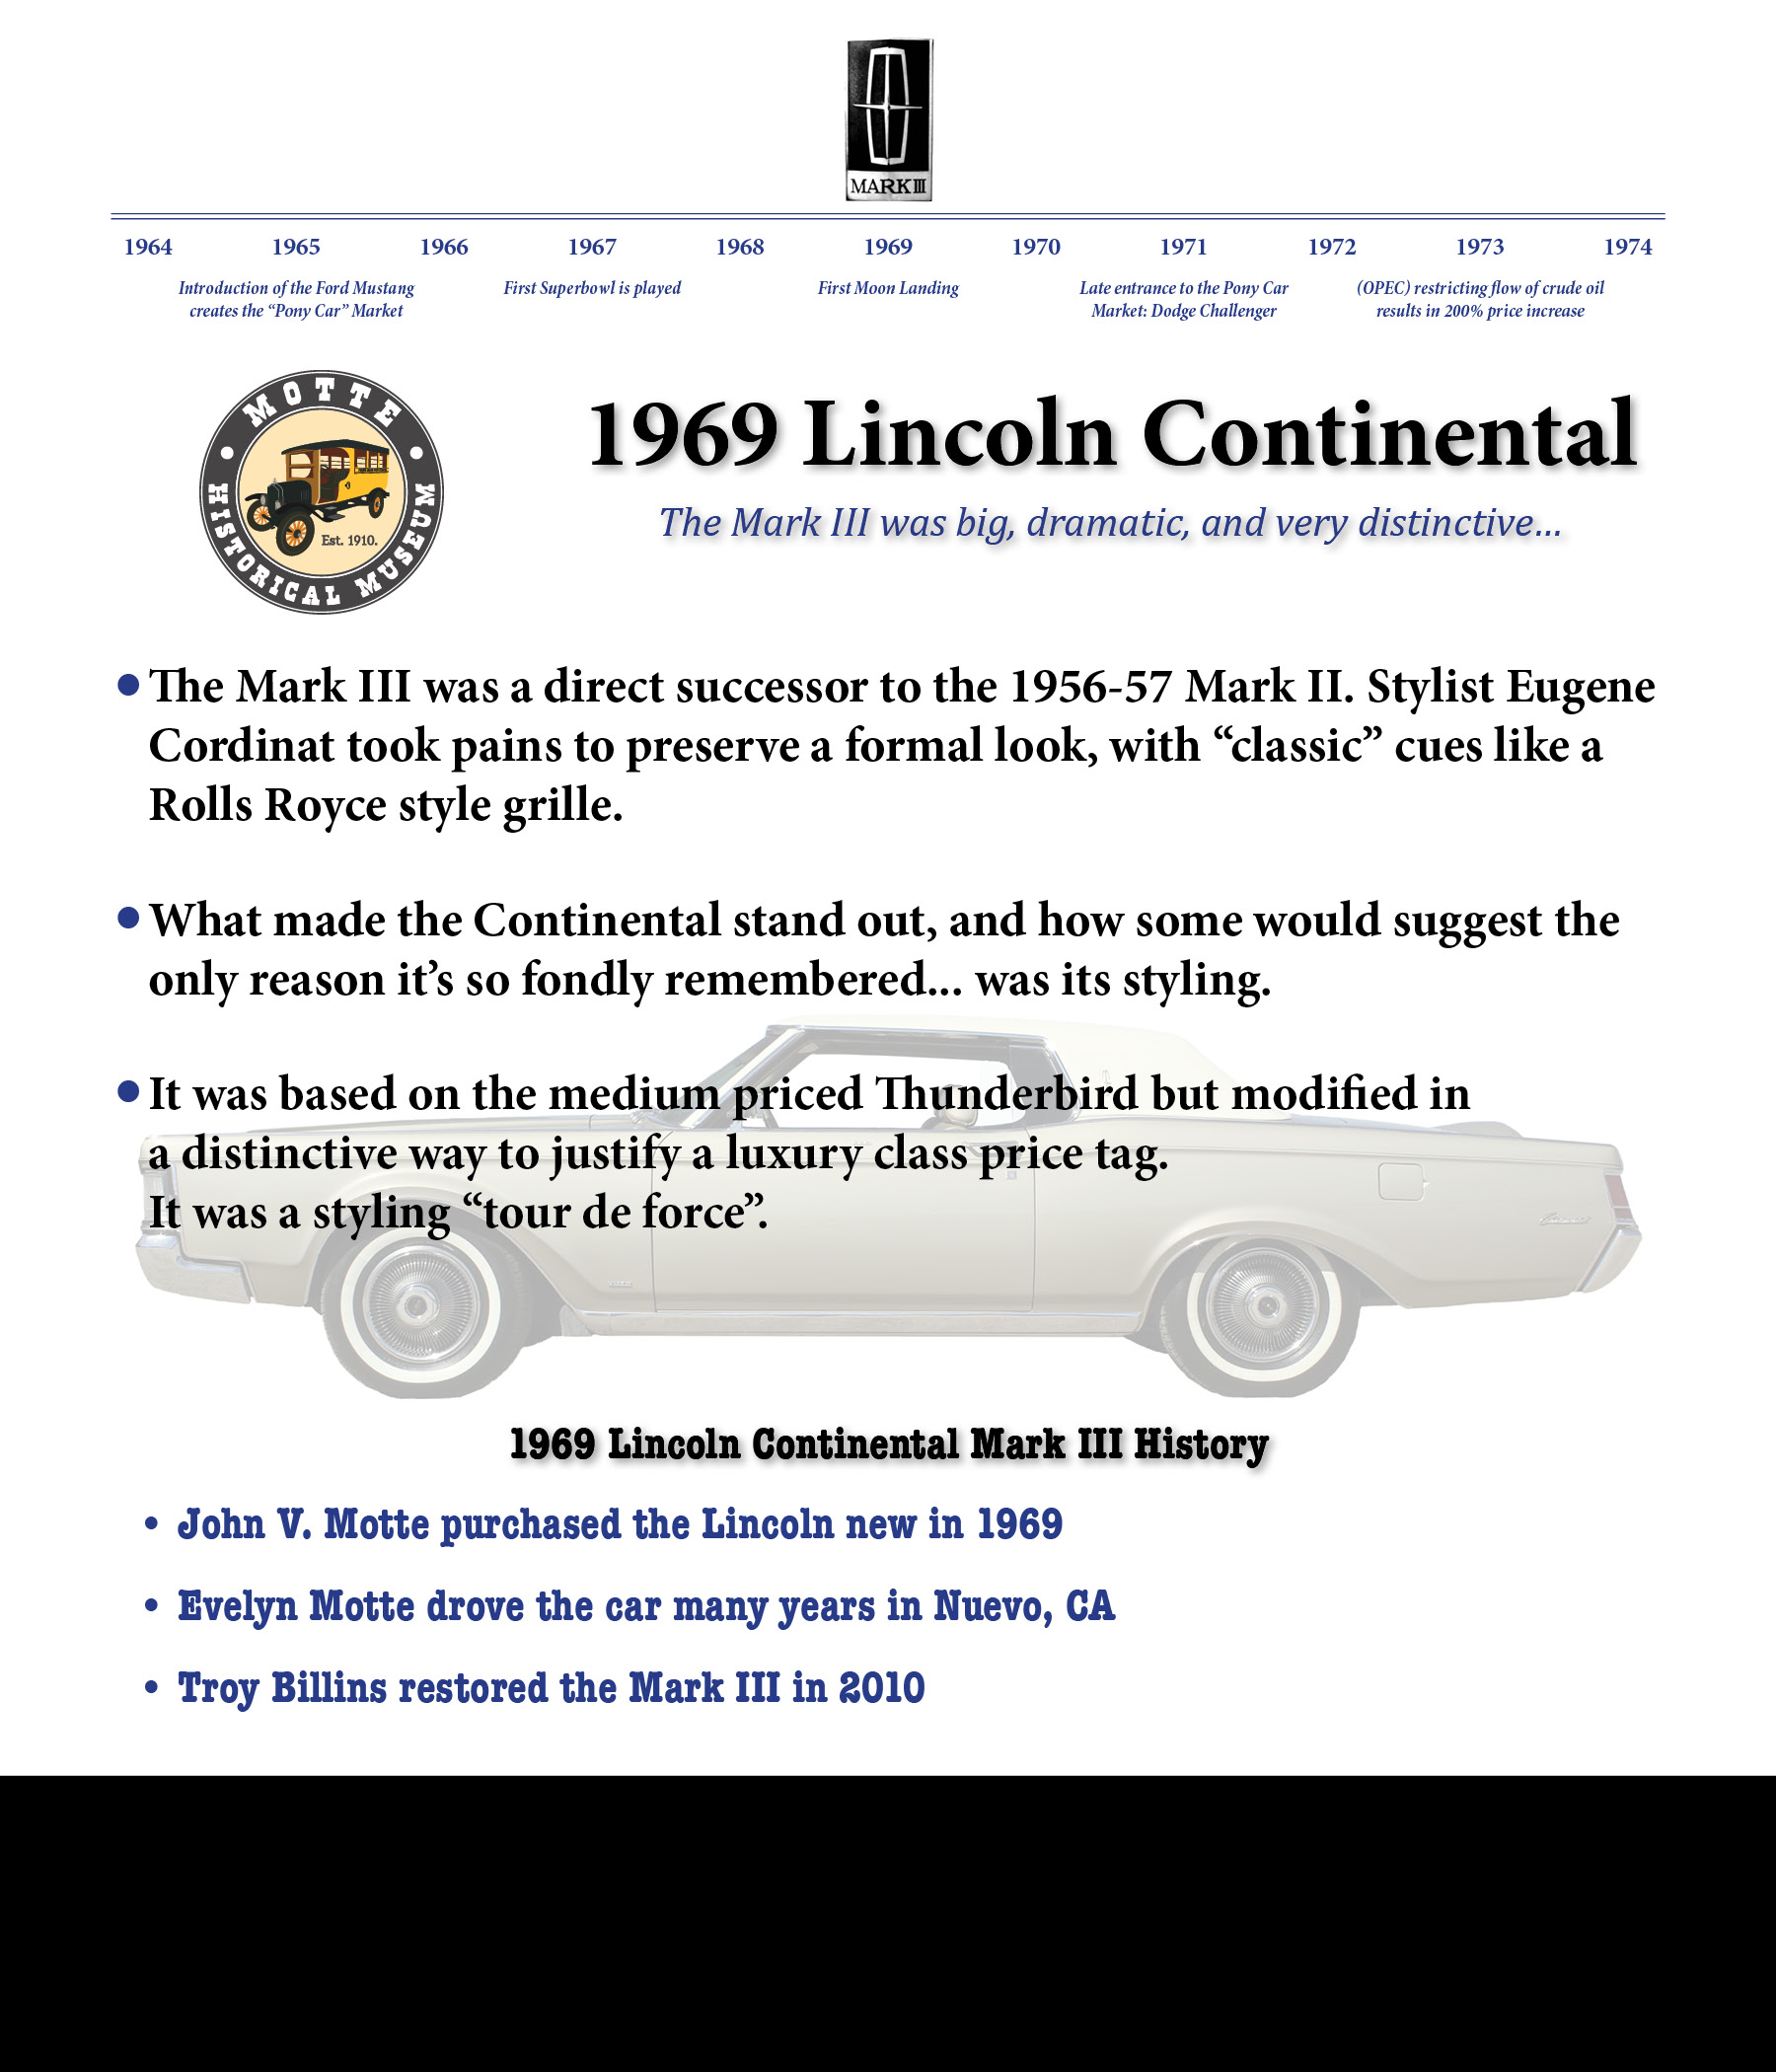 MARK III
1964 1965 1966 1967 1968 1969 1970 1971 1972 1973 1974
Introduction of the Ford Mustang
creates the “Pony Car” Market
First Superbowl is played
First Moon Landing
Late entrance to the Pony Car
Market: Dodge Challenger
(OPEC) restricting flow of crude oil
results in 200% price increase
MOTTE
HISTORICAL MUSEUM
Est. 1910.
1969 Lincoln Continental
The Mark III was big, dramatic, and very distinctive...
• The Mark III was a direct successor to the 1956-57 Mark II. Stylist Eugene
Cordinat took pains to preserve a formal look, with “classic” cues like a
Rolls Royce style grille.
• What made the Continental stand out, and how some would suggest the
only reason it’s so fondly remembered... was its styling.
• It was based on the medium priced Thunderbird but modified in
a distinctive way to justify a luxury class price tag.
It was a styling “tour de force”.
1969 Lincoln Continental Mark III History
• John V. Motte purchased the Lincoln new in 1969
• Evelyn Motte drove the car many years in Nuevo, CA
• Troy Billins restored the Mark III in 2010